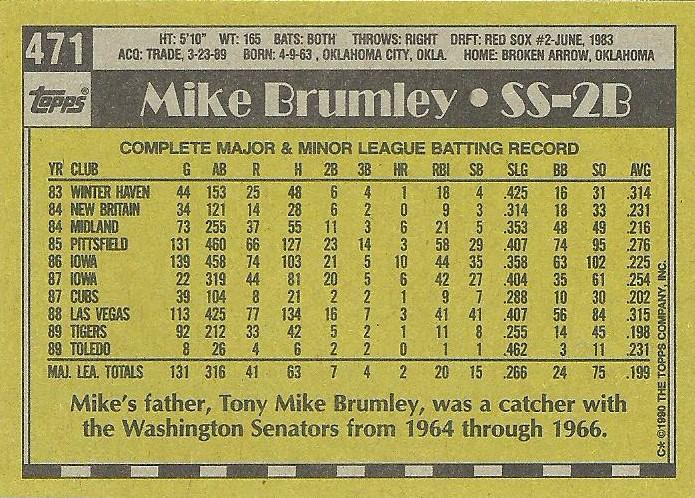 471
HT: 5'10" WT: 165 BATS: BOTH THROWS: RIGHT DRFT: RED SOX #2-JUNE, 1983
ACQ: TRADE, 3-23-89 BORN: 4-9-63, OKLAHOMA CITY, OKLA. HOME: BROKEN ARROW, OKLAHOMA
topps®
Mike Brumley • SS-2B
COMPLETE MAJOR & MINOR LEAGUE BATTING RECORD
YR CLUB G AB R H 2B 3B HR RBI SB SLG BB SO AVG
83 WINTER HAVEN 44 153 25 48 6 4 1 18 4 .425 16 31 .314
84 NEW BRITAIN 34 121 14 28 6 2 0 9 3 .314 18 33 .231
84 MIDLAND 73 255 37 55 11 3 6 21 5 .353 48 49 .216
85 PITTSFIELD 131 460 66 127 23 14 3 58 29 .407 74 95 .276
86 IOWA 139 458 74 103 21 5 10 44 35 .358 63 102 .225
87 IOWA 22 319 44 81 20 5 6 42 27 .404 35 61 .254
87 CUBS 39 104 8 21 2 2 1 9 7 .288 10 30 .202
88 LAS VEGAS 113 425 77 134 16 7 3 41 41 .407 56 84 .315
89 TIGERS 92 212 33 42 5 2 1 11 8 .255 14 45 .198
89 TOLEDO 8 26 4 6 2 2 0 1 1 .462 3 11 .231
MAJ. LEA. TOTALS 131 316 41 63 7 4 2 20 15 .266 24 75 .199
Mike's father, Tony Mike Brumley, was a catcher with
the Washington Senators from 1964 through 1966.
C* ©1990 THE TOPPS COMPANY, INC.